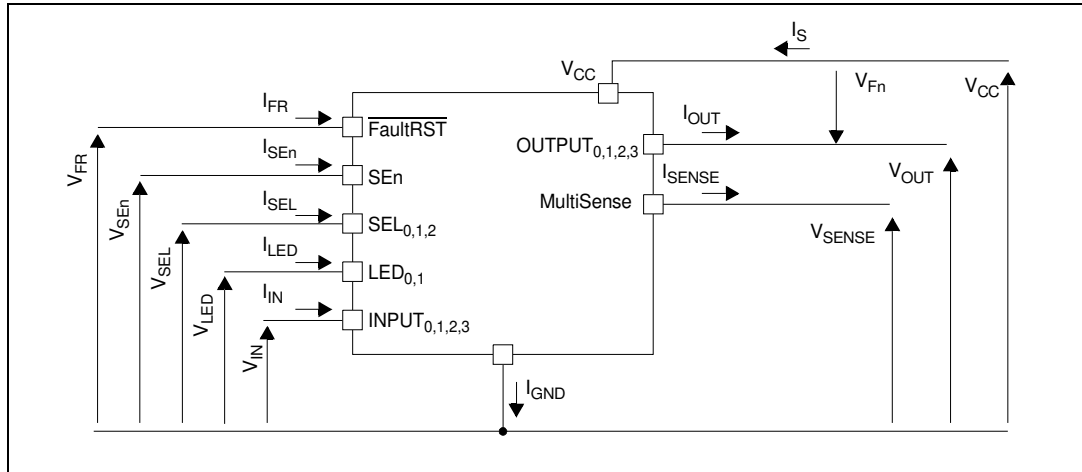 I_S
V_CC
V_Fn
V_CC
I_FR
FaultRST
I_OUT
OUTPUT_0,1,2,3
V_FR
I_SEn
SEn
V_OUT
I_SENSE
MultiSense
V_SEn
I_SEL
SEL_0,1,2
V_SENSE
V_SEL
I_LED
LED_0,1
V_LED
I_IN
INPUT_0,1,2,3
V_IN
I_GND